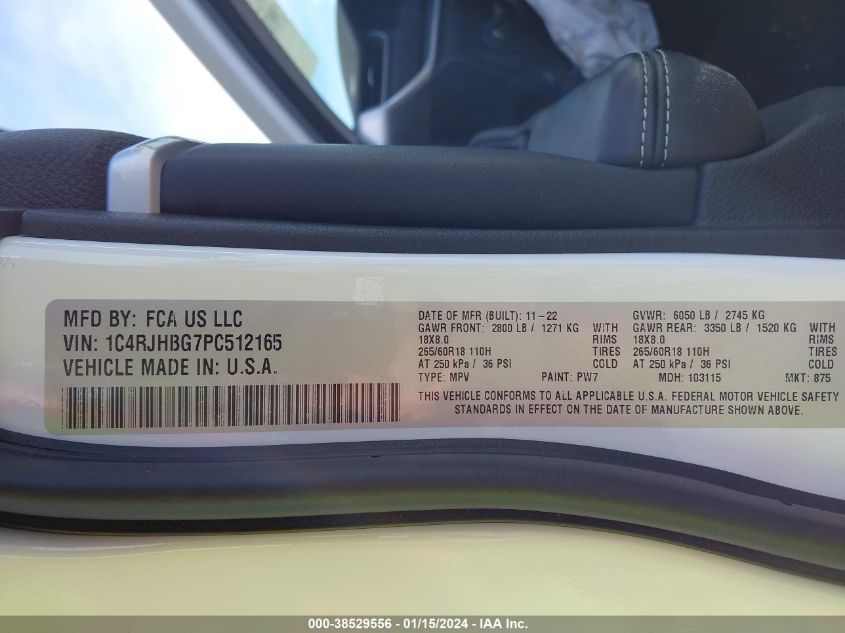 MFD BY: FCA US LLC
VIN: 1C4RJHBG7PC512165
VEHICLE MADE IN: U.S.A.
DATE OF MFR (BUILT): 11-22 GVWR: 6050 LB / 2745 KG
GAWR FRONT: 2800 LB / 1271 KG WITH GAWR REAR: 3350 LB / 1520 KG WITH
18X8.0 RIMS 18X8.0 RIMS
265/60R18 110H TIRES 265/60R18 110H TIRES
AT 250 kPa / 36 PSI COLD AT 250 kPa / 36 PSI COLD
TYPE: MPV PAINT: PW7 MDH: 103115 MKT: 875
THIS VEHICLE CONFORMS TO ALL APPLICABLE U.S.A. FEDERAL MOTOR VEHICLE SAFETY
STANDARDS IN EFFECT ON THE DATE OF MANUFACTURE SHOWN ABOVE.
000-38529556 - 01/15/2024 - IAA Inc.